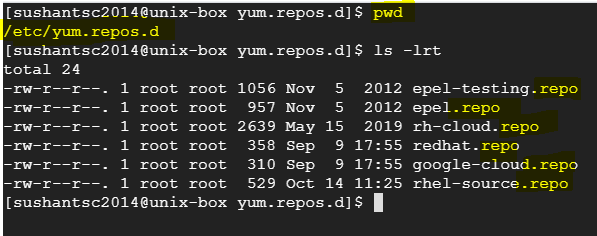 [sushantsc2014@unix-box yum.repos.d]$ pwd
/etc/yum.repos.d
[sushantsc2014@unix-box yum.repos.d]$ ls -lrt
total 24
-rw-r--r--. 1 root root 1056 Nov  5  2012 epel-testing.repo
-rw-r--r--. 1 root root  957 Nov  5  2012 epel.repo
-rw-r--r--. 1 root root 2639 May 15  2019 rh-cloud.repo
-rw-r--r--. 1 root root  358 Sep  9 17:55 redhat.repo
-rw-r--r--. 1 root root  310 Sep  9 17:55 google-cloud.repo
-rw-r--r--. 1 root root  529 Oct 14 11:25 rhel-source.repo
[sushantsc2014@unix-box yum.repos.d]$